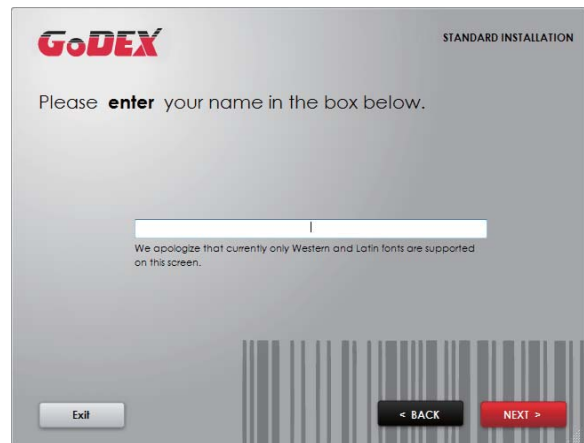 GoDEX
STANDARD INSTALLATION
Please enter your name in the box below.
We apologize that currently only Western and Latin fonts are supported
on this screen.
Exit
< BACK
NEXT >